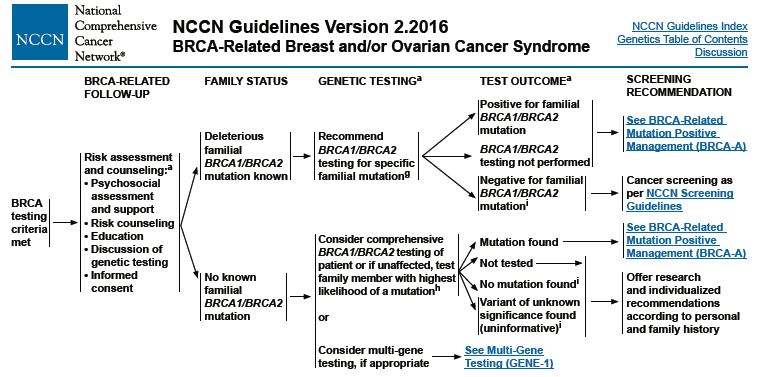 National
Comprehensive
Cancer
Network®
NCCN
NCCN Guidelines Version 2.2016
BRCA-Related Breast and/or Ovarian Cancer Syndrome
NCCN Guidelines Index
Genetics Table of Contents
Discussion
BRCA-RELATED
FOLLOW-UP
FAMILY STATUS
GENETIC TESTINGa
TEST OUTCOMEa
SCREENING
RECOMMENDATION
BRCA
testing
criteria
met
Risk assessment
and counseling:a
• Psychosocial
assessment
and support
• Risk counseling
• Education
• Discussion of
genetic testing
• Informed
consent
Deleterious
familial
BRCA1/BRCA2
mutation known
Recommend
BRCA1/BRCA2
testing for specific
familial mutationg
Positive for familial
BRCA1/BRCA2
mutation
BRCA1/BRCA2
testing not performed
See BRCA-Related
Mutation Positive
Management (BRCA-A)
Negative for familial
BRCA1/BRCA2
mutationi
Cancer screening as
per NCCN Screening
Guidelines
No known
familial
BRCA1/BRCA2
mutation
Consider comprehensive
BRCA1/BRCA2 testing of
patient or if unaffected, test
family member with highest
likelihood of a mutationh
or
Consider multi-gene
testing, if appropriate
Mutation found
See BRCA-Related
Mutation Positive
Management (BRCA-A)
Not tested
No mutation foundi
Variant of unknown
significance found
(uninformative)i
Offer research
and individualized
recommendations
according to personal
and family history
See Multi-Gene
Testing (GENE-1)